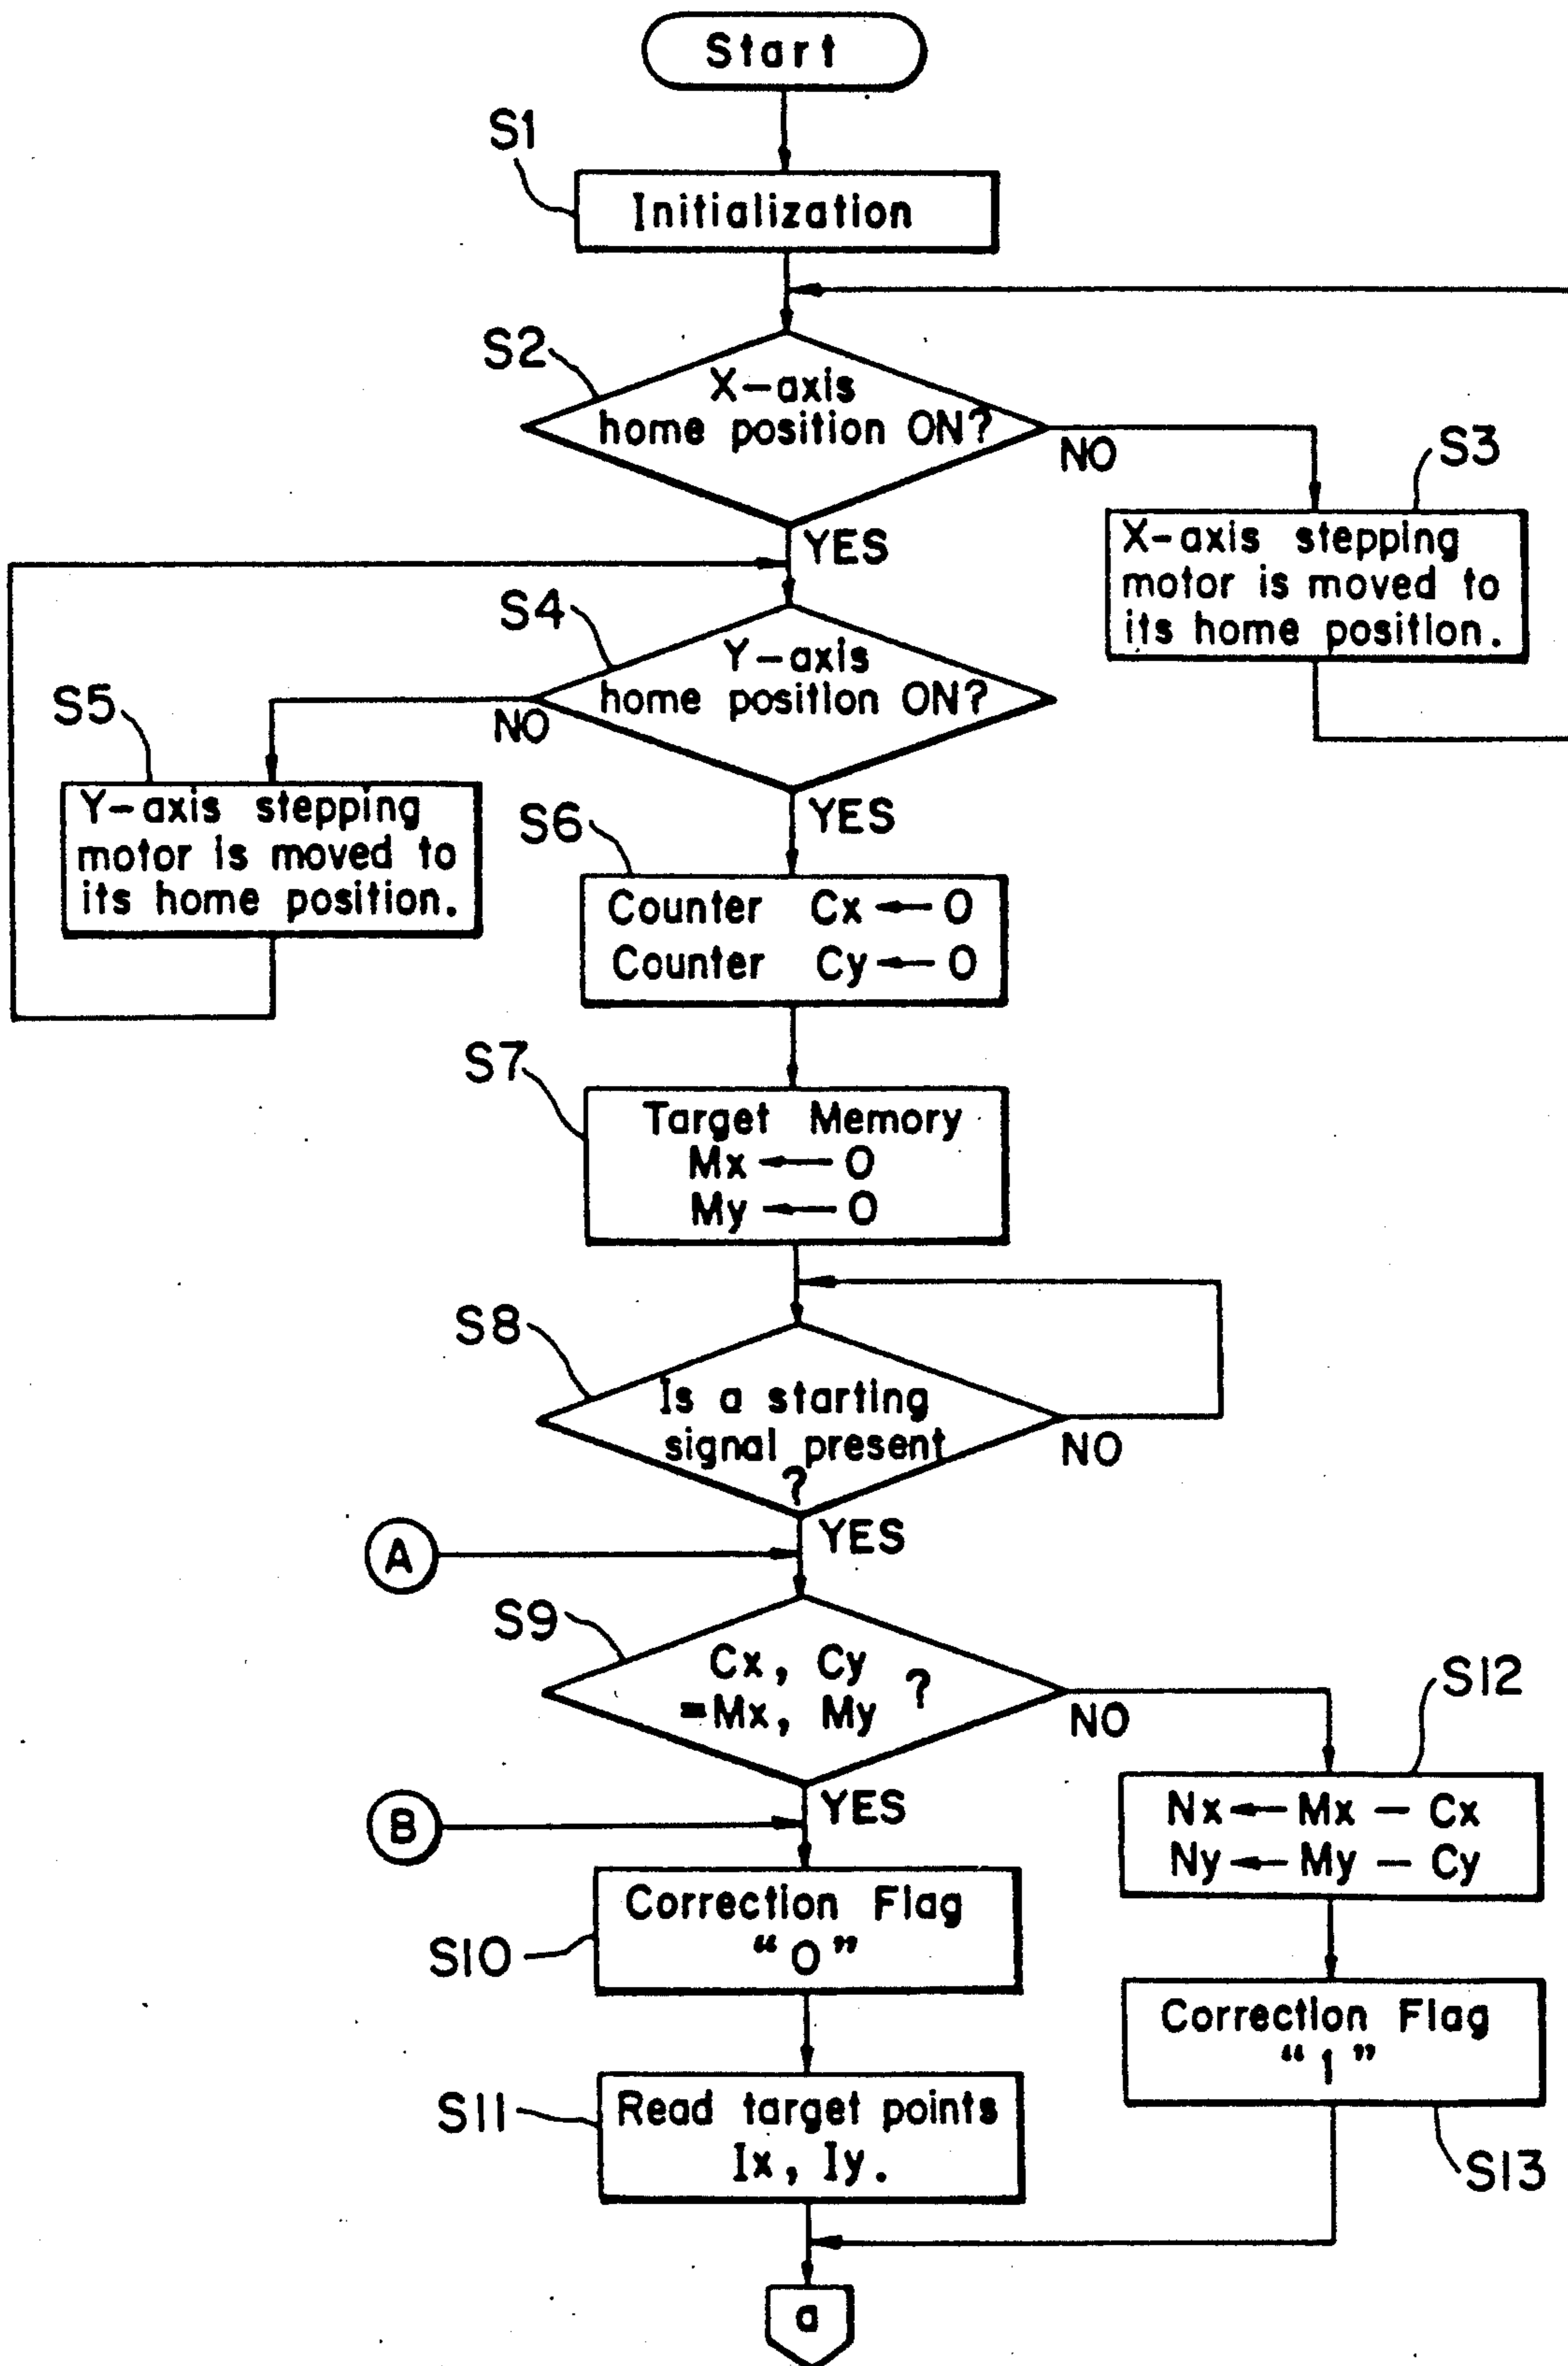 Start
S1
Initialization
S2
X-axis
home position ON?
NO
S3
X-axis stepping
motor is moved to
its home position.
YES
S4
Y-axis
home position ON?
NO
S5
Y-axis stepping
motor is moved to
its home position.
YES
S6
Counter Cx ← 0
Counter Cy ← 0
S7
Target Memory
Mx ← 0
My ← 0
S8
Is a starting
signal present
?
NO
YES
A
S9
Cx, Cy
=Mx, My ?
NO
S12
Nx ← Mx - Cx
Ny ← My - Cy
YES
B
Correction Flag
"0"
S10
Correction Flag
"1"
S13
S11
Read target points
Ix, Iy.
a